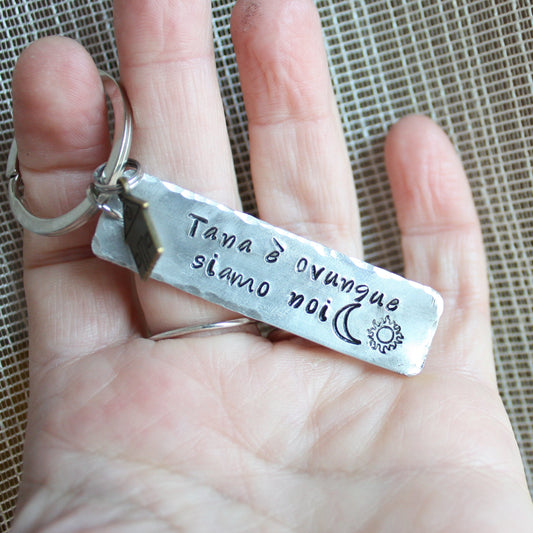 Tana è ovunque
siamo noi